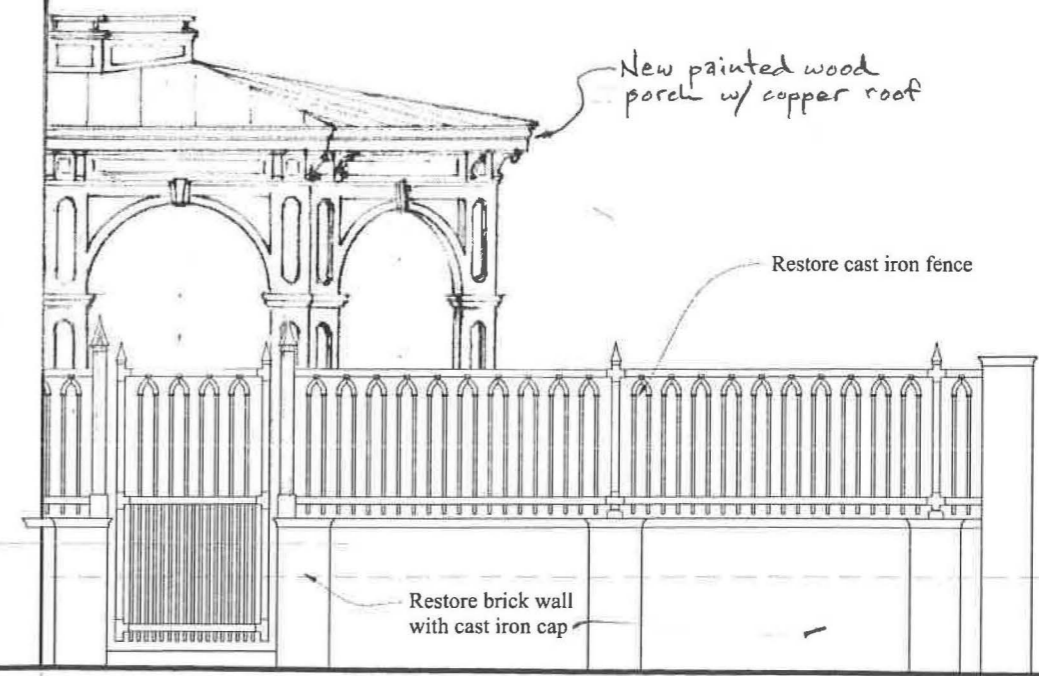 New painted wood
porch w/ copper roof
Restore cast iron fence
Restore brick wall
with cast iron cap